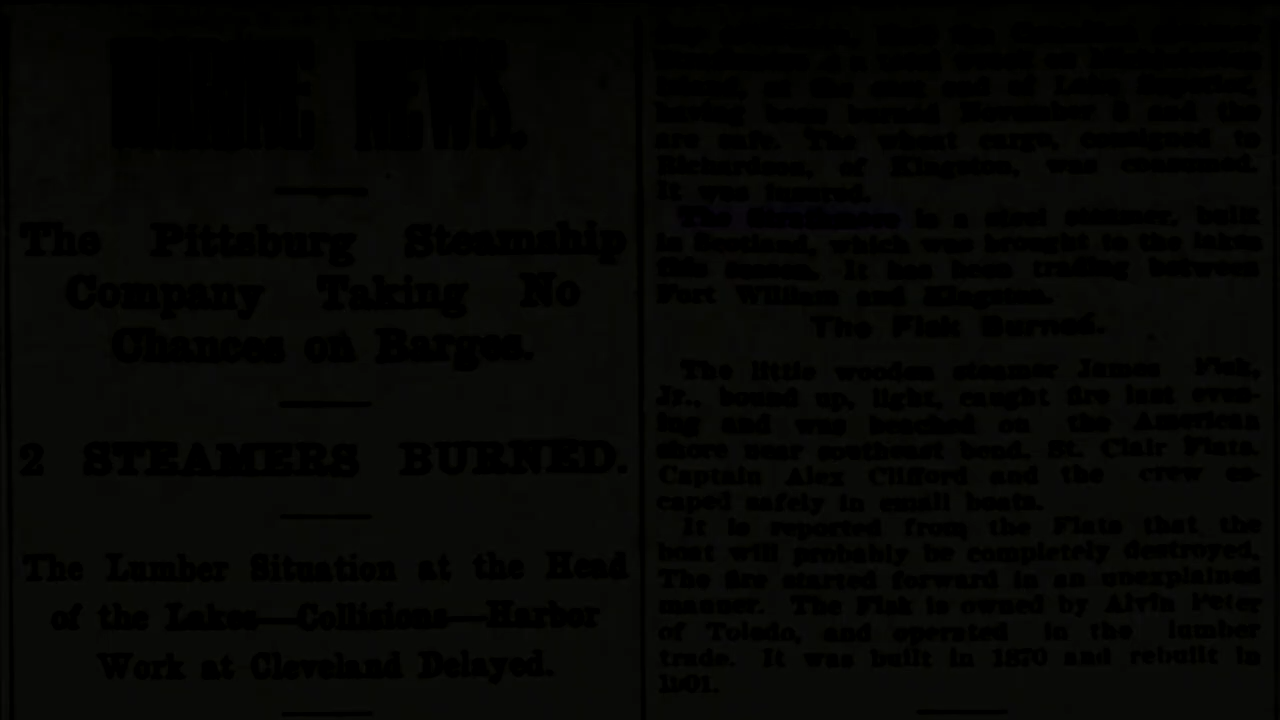 MARINE NEWS.
The Pittsburg Steamship
Company Taking No
Chances on Barges.
2 STEAMERS BURNED.
The Lumber Situation at the Head
of the Lakes—Collisions—Harbor
Work at Cleveland Delayed.
having been burned November 8 and the
are safe. The wheat cargo, consigned to
Richardson, of Kingston, was consumed.
It was insured.
The is a steel steamer, built
in Scotland, which was brought to the lakes
this season. It has been trading between
Fort William and Kingston.
The Fisk Burned.
The little wooden steamer James Fisk,
Jr., bound up, light, caught fire last even-
ing and was beached on the American
shore near southeast bend, St. Clair Flats.
Captain Alex Clifford and the crew es-
caped safely in small boats.
It is reported from the Flats that the
boat will probably be completely destroyed.
The fire started forward in an unexplained
manner. The Fisk is owned by Alvin Peter
of Toledo, and operated in the lumber
trade. It was built in 1870 and rebuilt in
1901.